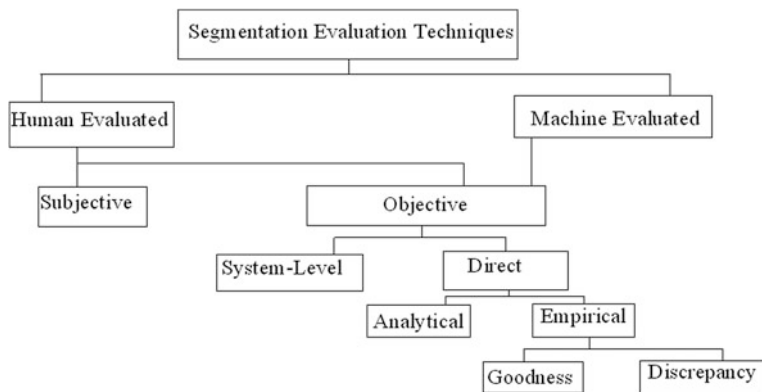 Segmentation Evaluation Techniques
Human Evaluated
Machine Evaluated
Subjective
Objective
System-Level
Direct
Analytical
Empirical
Goodness
Discrepancy